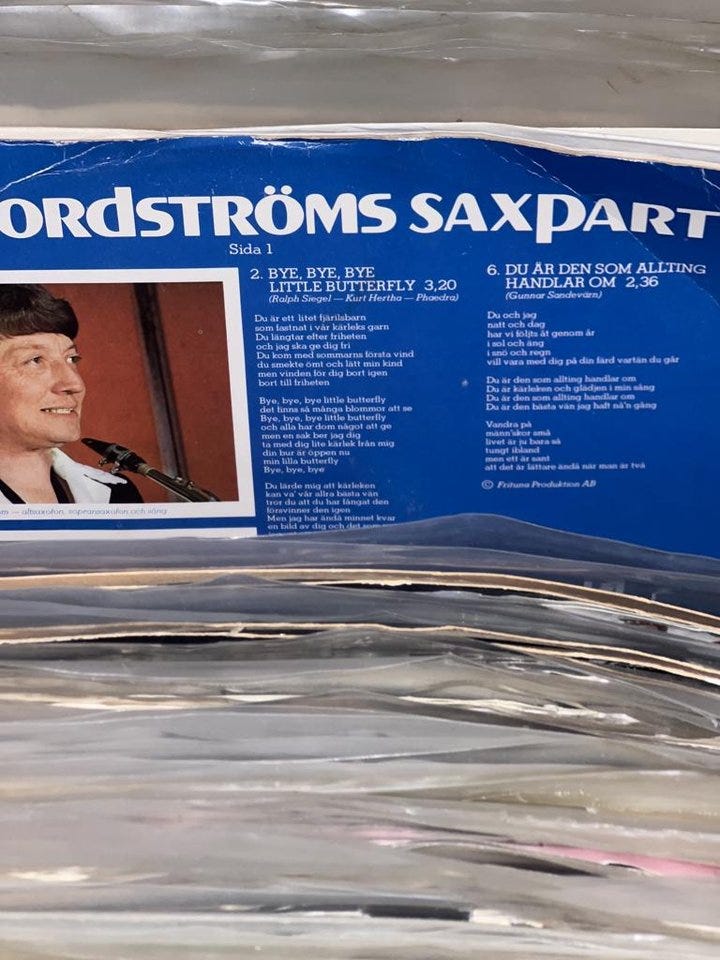 ORDSTRÖMS SAXPART
Sida 1
2. BYE, BYE, BYE
LITTLE BUTTERFLY 3,20
(Ralph Siegel — Kurt Hertha — Phaedra)
Du är ett litet fjärilsbarn
som fastnat i vår kärleks garn
Du längtar efter friheten
och jag ska ge dig fri
Du kom med sommarns första vind
du smekte ömt och lätt min kind
men vinden för dig bort igen
bort till friheten
Bye, bye, bye little butterfly
det finns så många blommor att se
Bye, bye, bye little butterfly
och alla har dom något att ge
men en sak ber jag dig
ta med dig lite kärlek från mig
din bur är öppen nu
min lilla butterfly
Bye, bye, bye
Du lärde mig att kärleken
kan va' vår allra bästa vän
tror du att du har fångat den
försvinner den igen
Men jag har ändå minnet kvar
en bild av dig och det som
6. DU ÄR DEN SOM ALLTING
HANDLAR OM 2,36
(Gunnar Sandevärn)
Du och jag
natt och dag
har vi följts åt genom år
i sol och äng
i snö och regn
vill vara med dig på din färd vartän du går
Du är den som allting handlar om
Du är kärleken och glädjen i min sång
Du är den som allting handlar om
Du är den bästa vän jag haft nå'n gång
Vandra på
männ'skor små
livet är ju bara så
tungt ibland
men ett är sant
att det är lättare ändå när man är två
© Frituna Produktion AB
m — altsaxofon, sopransaxofon och sång